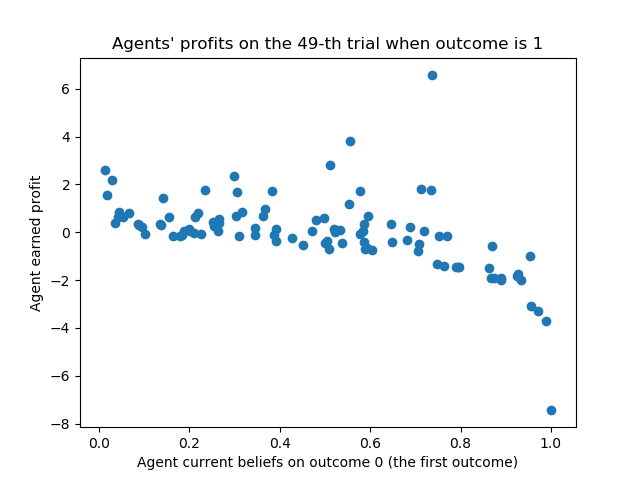 Agents' profits on the 49-th trial when outcome is 1
Agent earned profit
6
4
2
0
−2
−4
−6
−8
0.0 0.2 0.4 0.6 0.8 1.0
Agent current beliefs on outcome 0 (the first outcome)